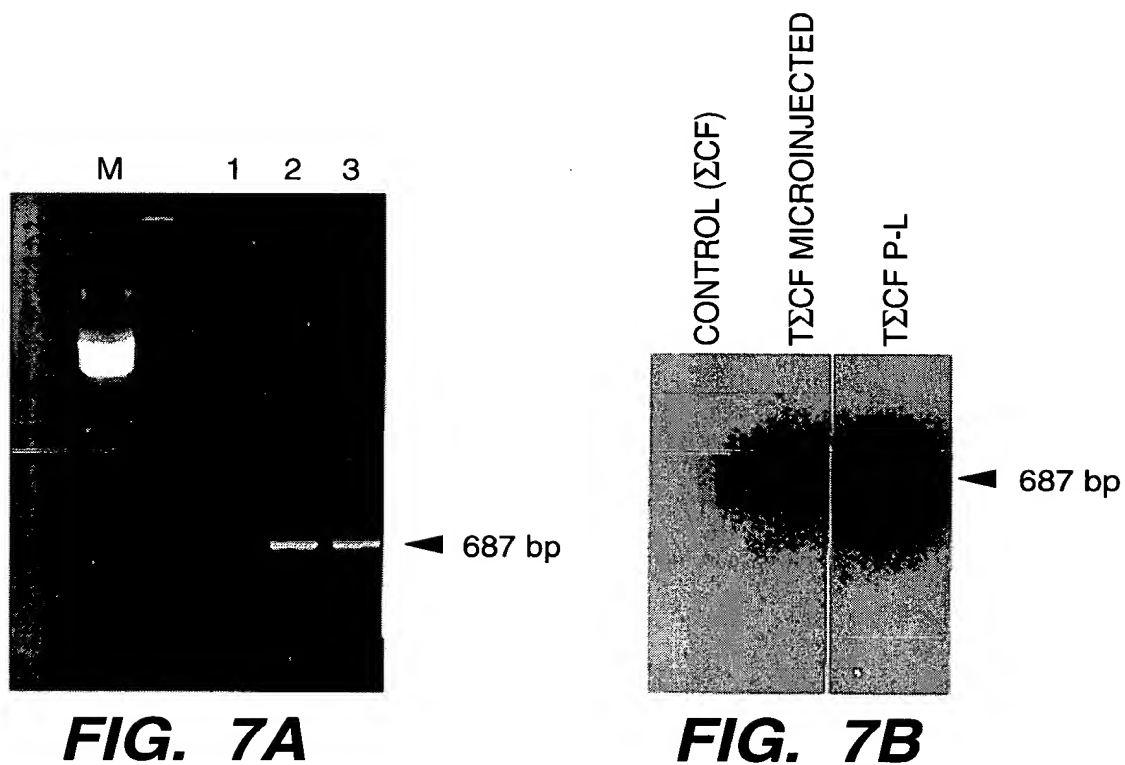 M 1 2 3
687 bp
FIG. 7A
CONTROL (ΣCF)
TΣCF MICROINJECTED
TΣCF P-L
687 bp
FIG. 7B